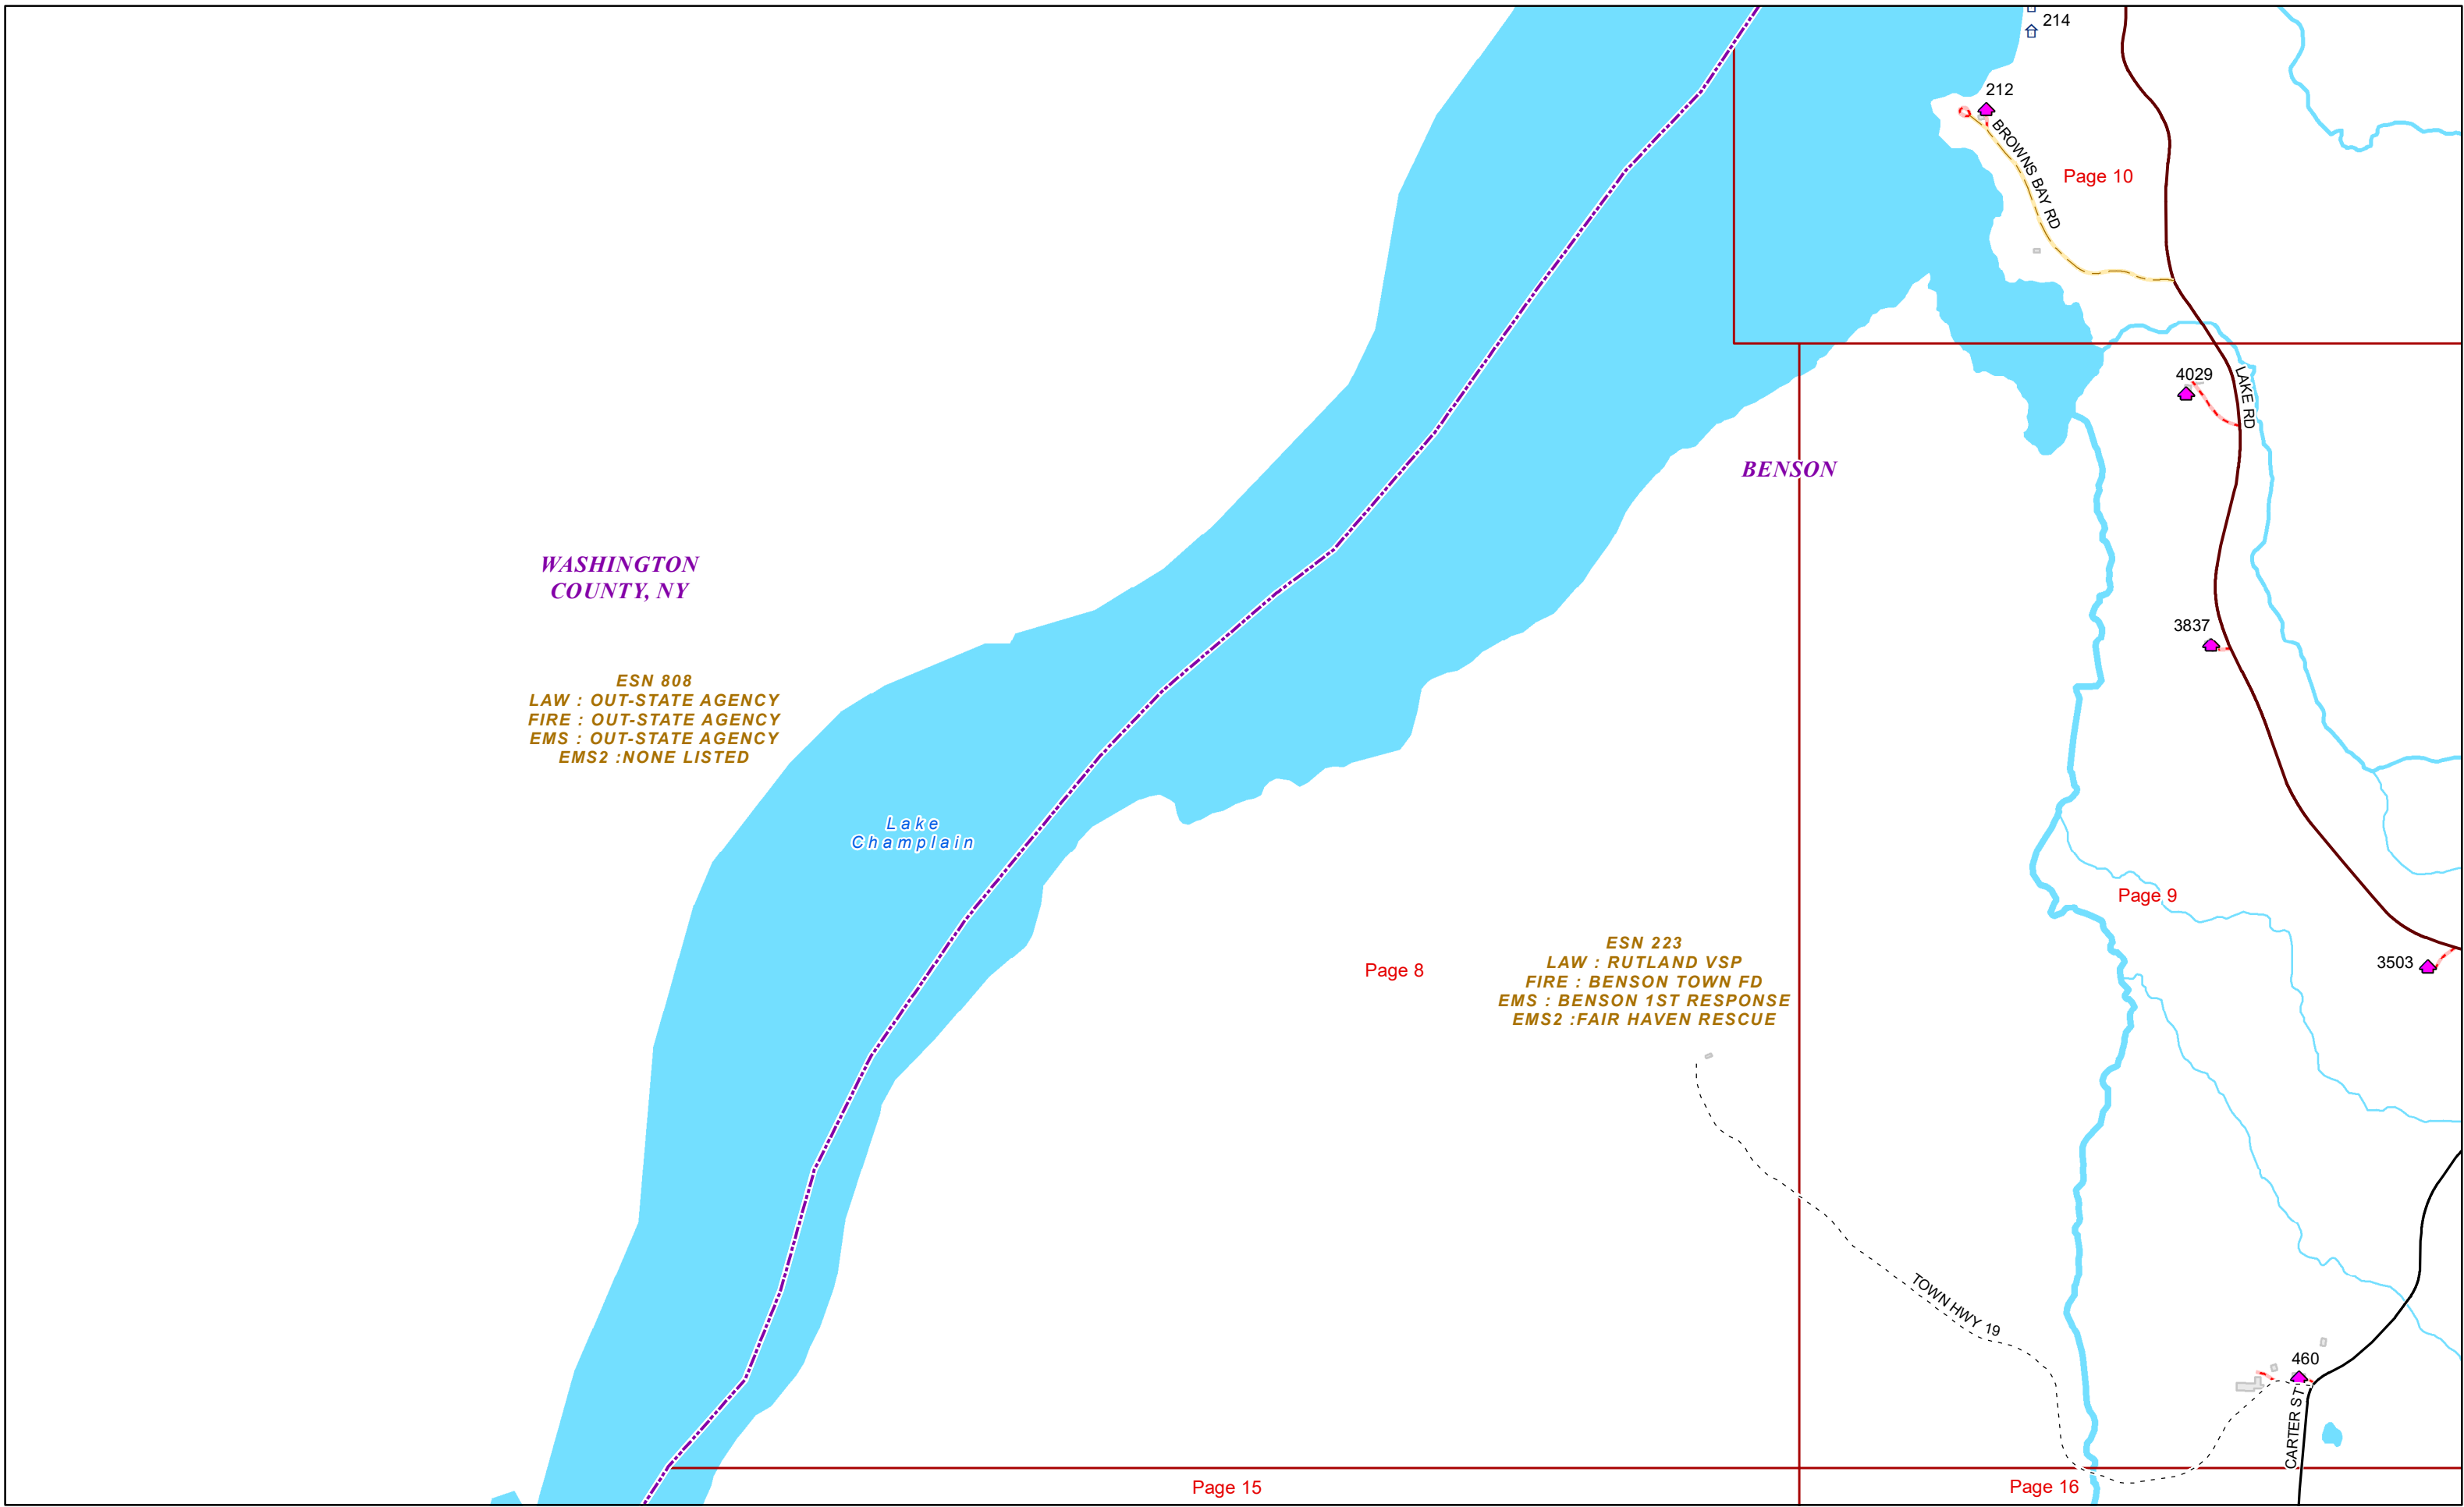 214
212
BROWNS BAY RD
Page 10
4029
LAKE RD
BENSON
WASHINGTON
COUNTY, NY
3837
ESN 808
LAW : OUT-STATE AGENCY
FIRE : OUT-STATE AGENCY
EMS : OUT-STATE AGENCY
EMS2 :NONE LISTED
Lake
Champlain
Page 9
ESN 223
LAW : RUTLAND VSP
FIRE : BENSON TOWN FD
EMS : BENSON 1ST RESPONSE
EMS2 :FAIR HAVEN RESCUE
Page 8
3503
TOWN HWY 19
460
CARTER ST
Page 15
Page 16